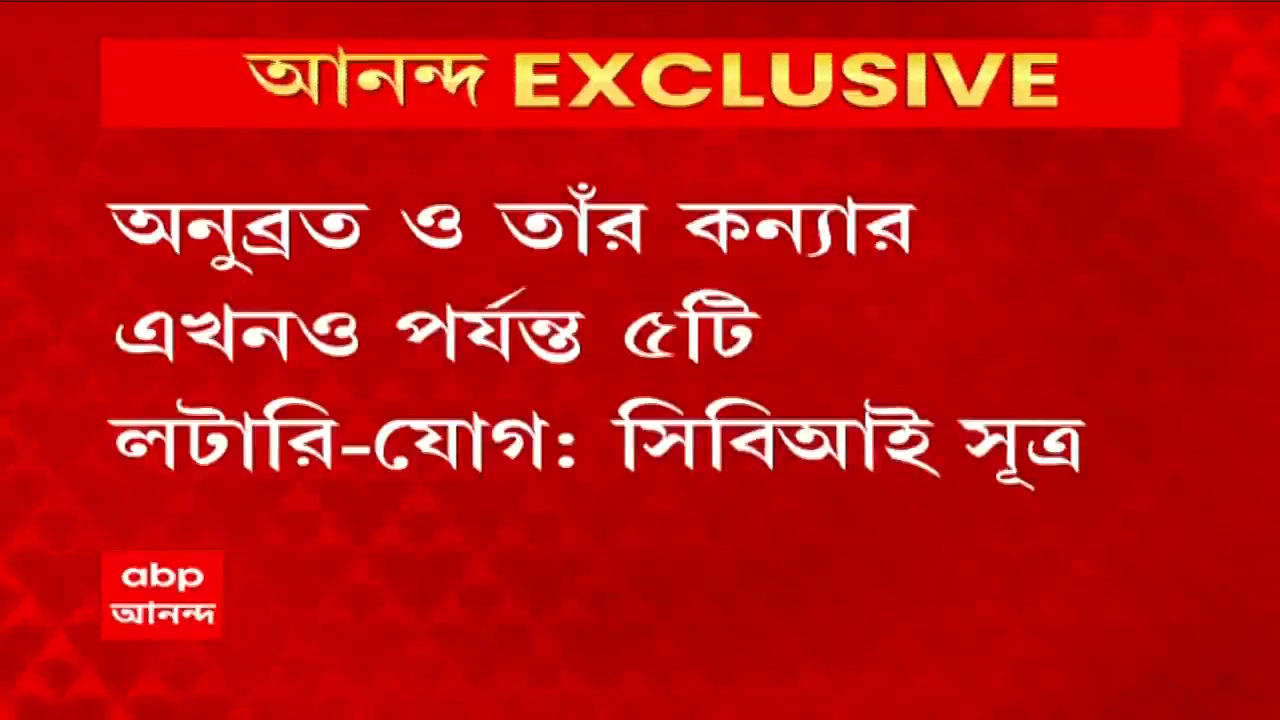 আনন্দ EXCLUSIVE
অনুব্রত ও তাঁর কন্যার
এখনও পর্যন্ত ৫টি
লটারি-যোগ: সিবিআই সূত্র
abp
আনন্দ